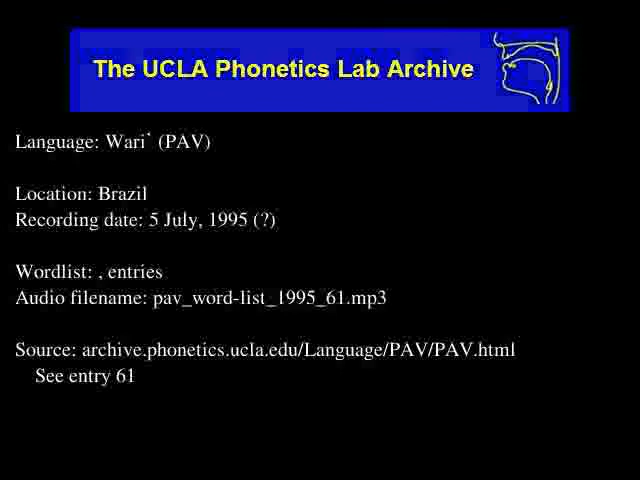 The UCLA Phonetics Lab Archive
Language: Wari˙ (PAV)
Location: Brazil
Recording date: 5 July, 1995 (?)
Wordlist: , entries
Audio filename: pav_word-list_1995_61.mp3
Source: archive.phonetics.ucla.edu/Language/PAV/PAV.html
See entry 61